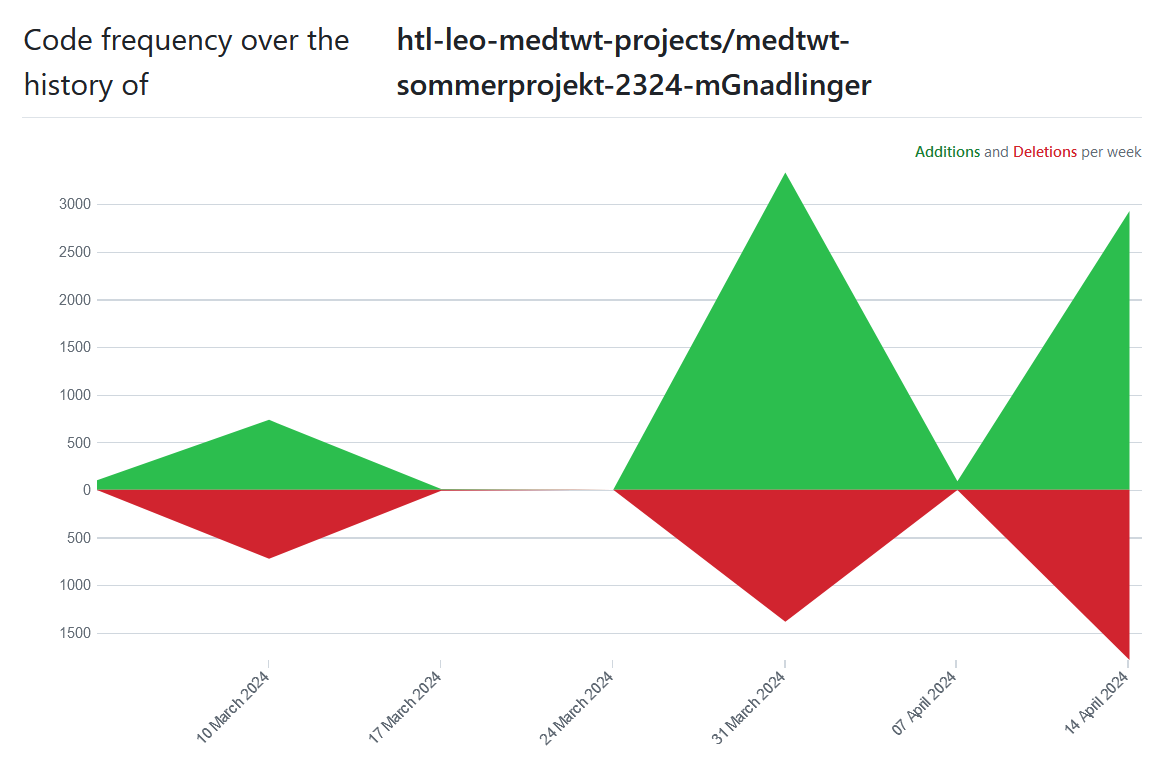 Code frequency over the
history of
htl-leo-medtwt-projects/medtwt-
sommerprojekt-2324-mGnadlinger
Additions and Deletions per week
3000
2500
2000
1500
1000
500
0
500
1000
1500
10 March 2024
17 March 2024
24 March 2024
31 March 2024
07 April 2024
14 April 2024